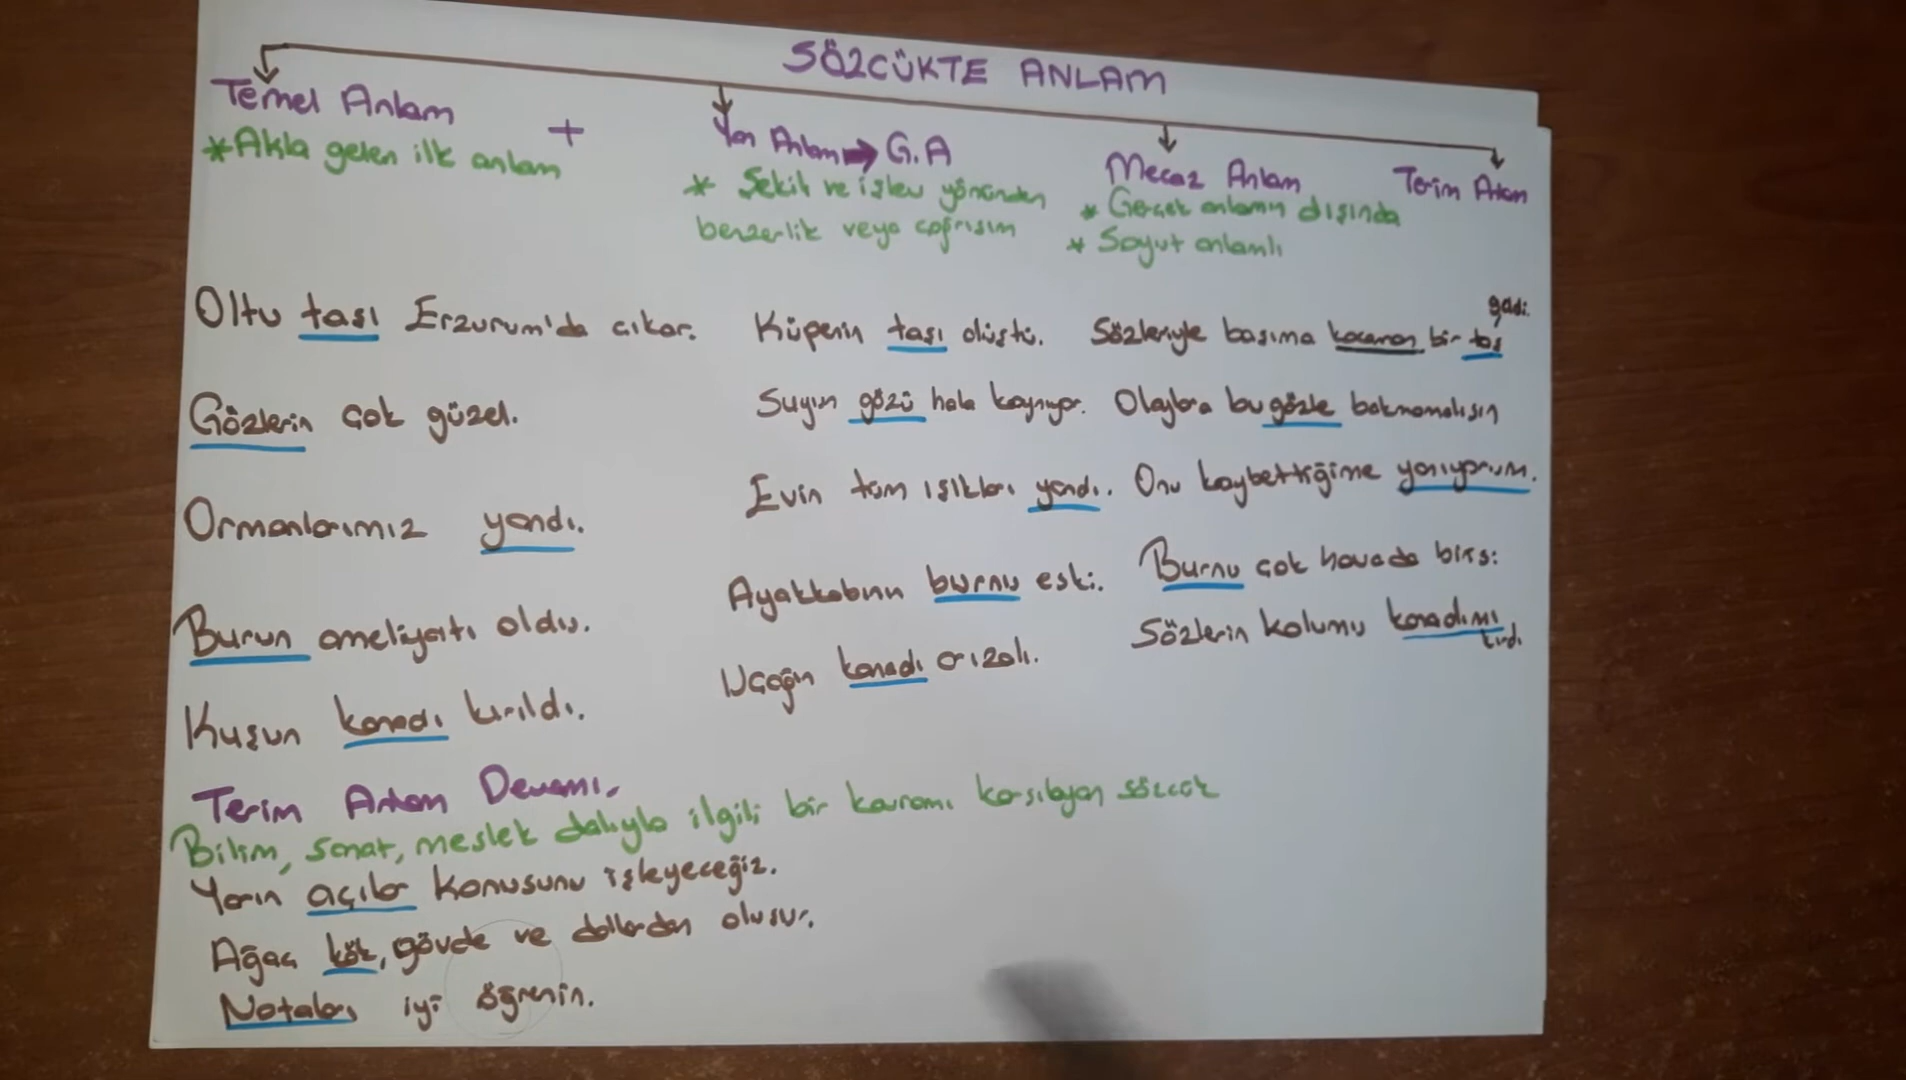 SÖZCÜKTE ANLAM
Temel Anlam
*Akla gelen ilk anlam
+
Yan Anlam → G.A
* Şekil ve işlev yönünden
benzerlik veya çağrışım
Mecaz Anlam
* Gerçek anlamın dışında
* Soyut anlamlı
Terim Anlam
Oltu taşı Erzurum'da çıkar.
Gözlerin çok güzel.
Ormanlarımız yandı.
Burun ameliyatı oldu.
Kuşun kanadı kırıldı.
Küpenin taşı düştü.
Suyun gözü hala kaynıyor.
Evin tüm ışıkları yandı.
Ayakkabının burnu eski.
Uçağın kanadı arızalı.
Sözleriyle başıma kocaman bir taş
yağdı.
Olaylara bu gözle bakmamalısın
Onu kaybettiğime yanıyorum.
Burnu çok havada birsi
Sözlerin kolumu kanadımı
kırdı.
Terim Anlam Devamı.
Bilim, sanat, meslek dalıyla ilgili bir kavramı karşılayan sözcük
Yarın açılar konusunu işleyeceğiz.
Ağaç kök, gövde ve dallardan oluşur.
Notaları iyi öğrenin.